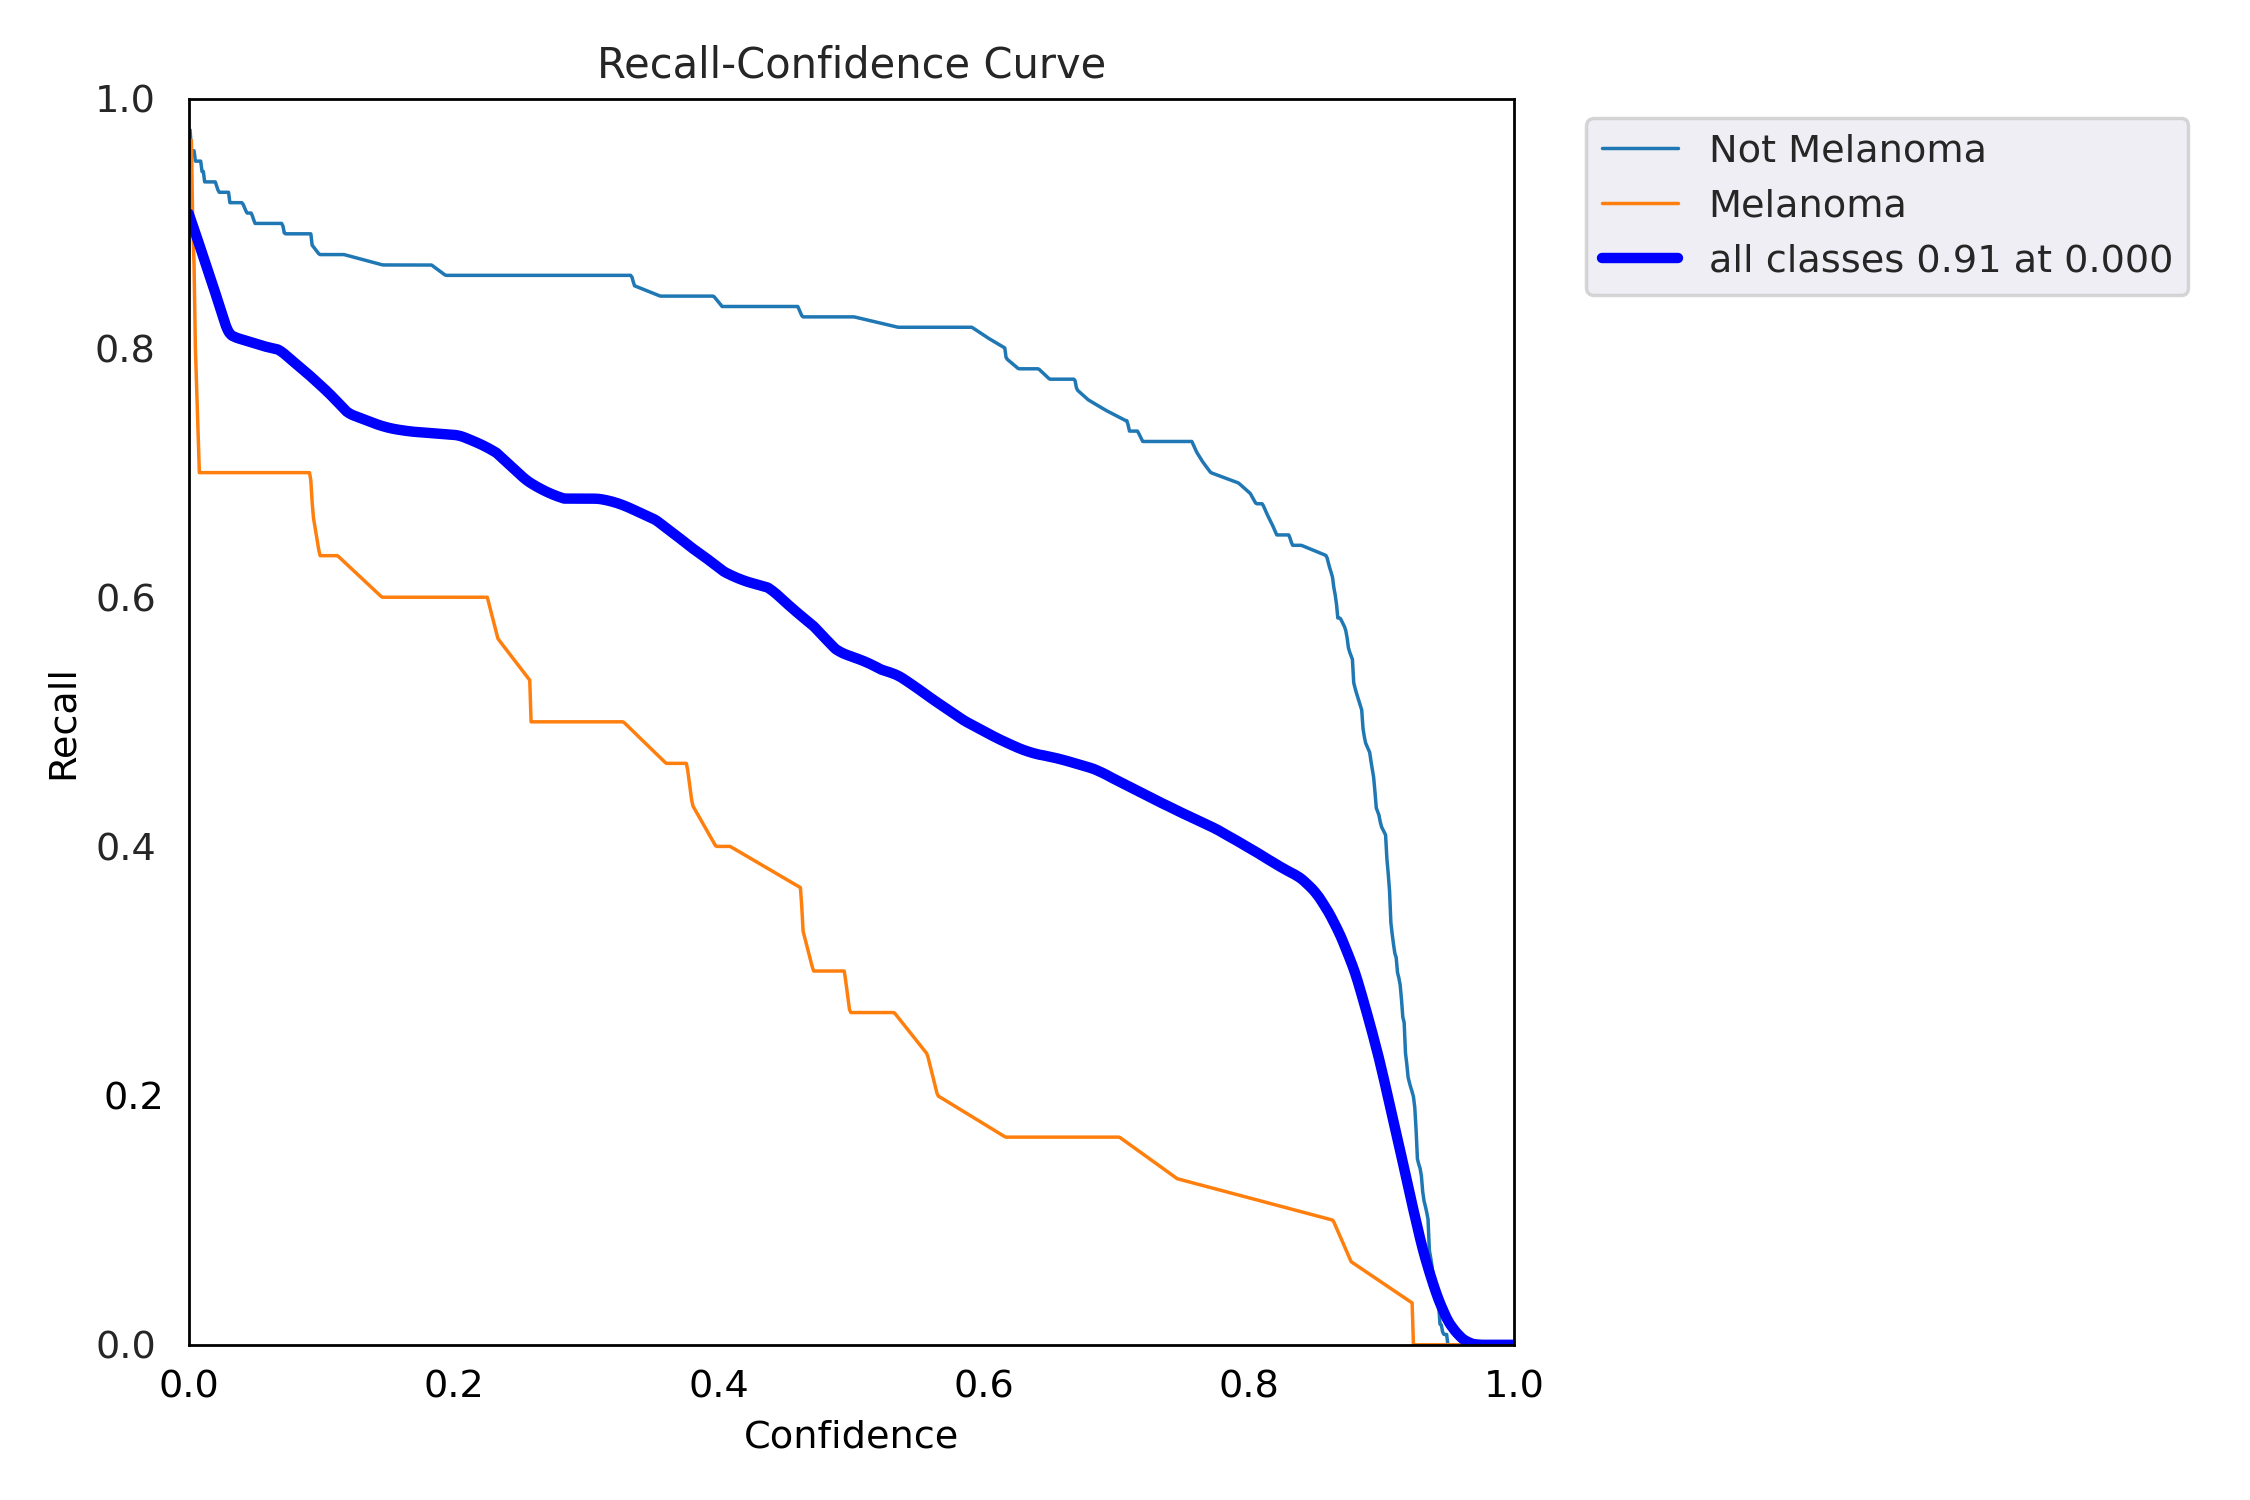 Recall-Confidence Curve
1.0
0.8
0.6
0.4
0.2
0.0
Recall
0.0 0.2 0.4 0.6 0.8 1.0
Confidence
Not Melanoma
Melanoma
all classes 0.91 at 0.000